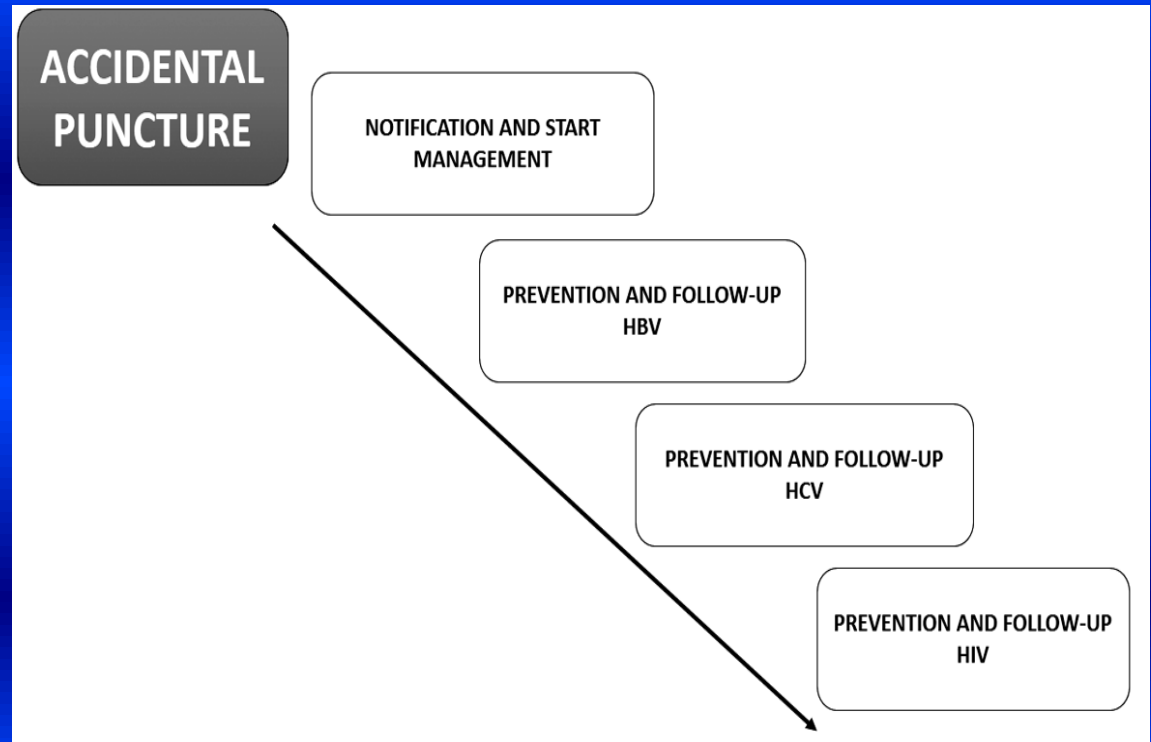 ACCIDENTAL
PUNCTURE
NOTIFICATION AND START
MANAGEMENT
PREVENTION AND FOLLOW-UP
HBV
PREVENTION AND FOLLOW-UP
HCV
PREVENTION AND FOLLOW-UP
HIV